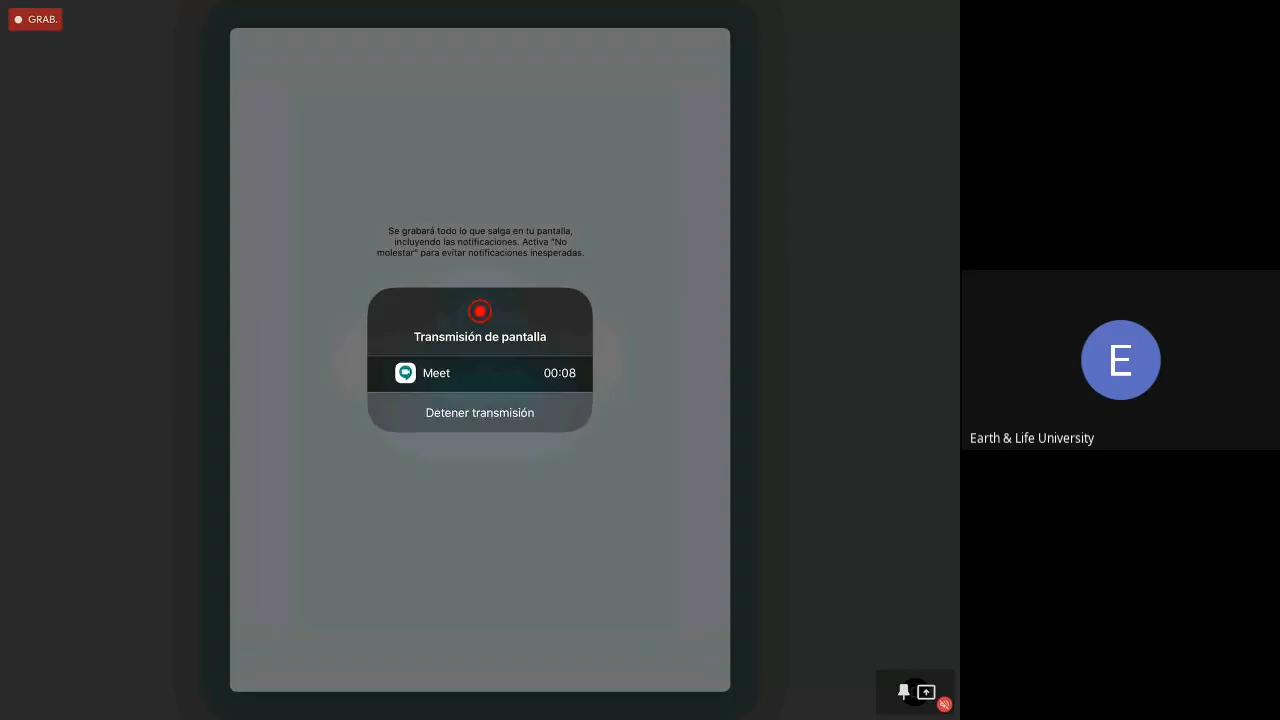 GRAB.
Se grabará todo lo que salga en tu pantalla,
incluyendo las notificaciones. Activa "No
molestar" para evitar notificaciones inesperadas.
Transmisión de pantalla
Meet 00:08
Detener transmisión
E
Earth & Life University